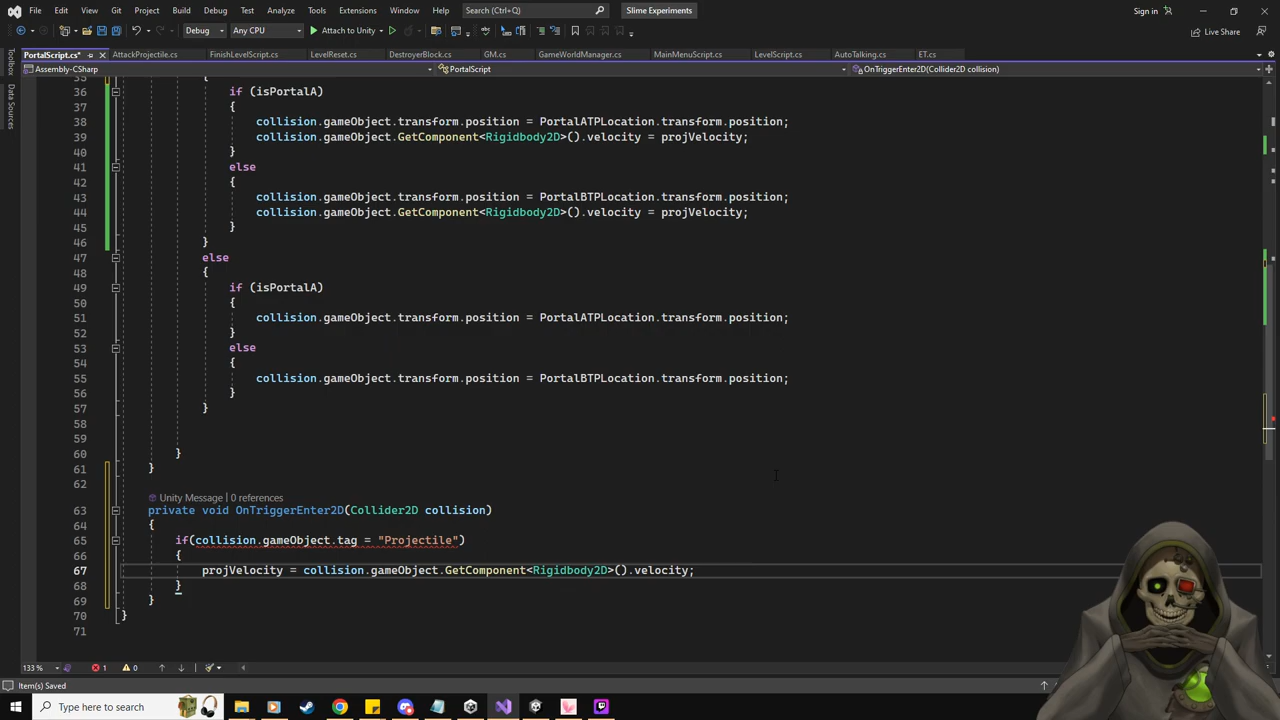 File Edit View Git Project Build Debug Test Analyze Tools Extensions Window Help Search (Ctrl+Q) Slime Experiments Sign in
Debug Any CPU Attach to Unity Live Share
PortalScript.cs* AttackProjectile.cs FinishLevelScript.cs LevelReset.cs DestroyerBlock.cs GM.cs GameWorldManager.cs MainMenuScript.cs LevelScript.cs AutoTalking.cs ET.cs
Assembly-CSharp PortalScript OnTriggerEnter2D(Collider2D collision)
Toolbox
Data Sources
35 {
36 if (isPortalA)
37 {
38 collision.gameObject.transform.position = PortalATPLocation.transform.position;
39 collision.gameObject.GetComponent<Rigidbody2D>().velocity = projVelocity;
40 }
41 else
42 {
43 collision.gameObject.transform.position = PortalBTPLocation.transform.position;
44 collision.gameObject.GetComponent<Rigidbody2D>().velocity = projVelocity;
45 }
46 }
47 else
48 {
49 if (isPortalA)
50 {
51 collision.gameObject.transform.position = PortalATPLocation.transform.position;
52 }
53 else
54 {
55 collision.gameObject.transform.position = PortalBTPLocation.transform.position;
56 }
57 }
58
59
60 }
61 }
62
Unity Message | 0 references
63 private void OnTriggerEnter2D(Collider2D collision)
64 {
65 if(collision.gameObject.tag = "Projectile")
66 {
67 projVelocity = collision.gameObject.GetComponent<Rigidbody2D>().velocity;
68 }
69 }
70 }
71
133 % 1 0
Item(s) Saved
Type here to search